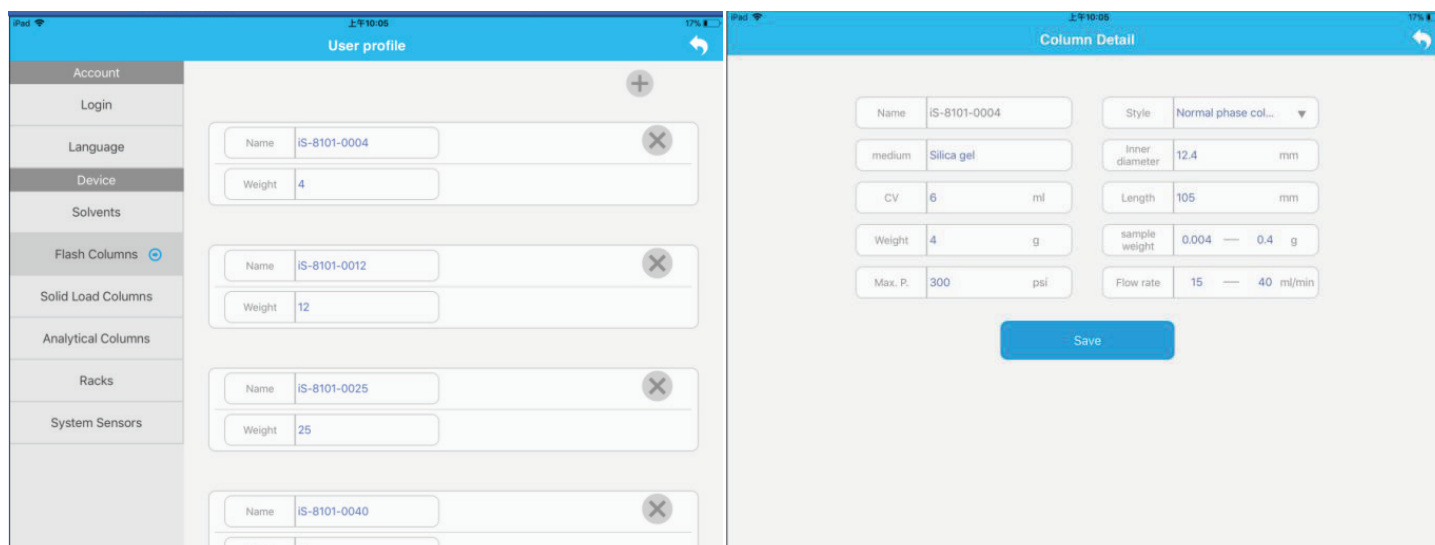 iPad 上午10:05 17%
User profile
Account
Login
Language
Device
Solvents
Flash Columns
Solid Load Columns
Analytical Columns
Racks
System Sensors
Name iS-8101-0004
Weight 4
Name iS-8101-0012
Weight 12
Name iS-8101-0025
Weight 25
Name iS-8101-0040
iPad 上午10:05 17%
Column Detail
Name iS-8101-0004
Style Normal phase col...
medium Silica gel
Inner diameter 12.4 mm
CV 6 ml
Length 105 mm
Weight 4 g
sample weight 0.004 — 0.4 g
Max. P. 300 psi
Flow rate 15 — 40 ml/min
Save